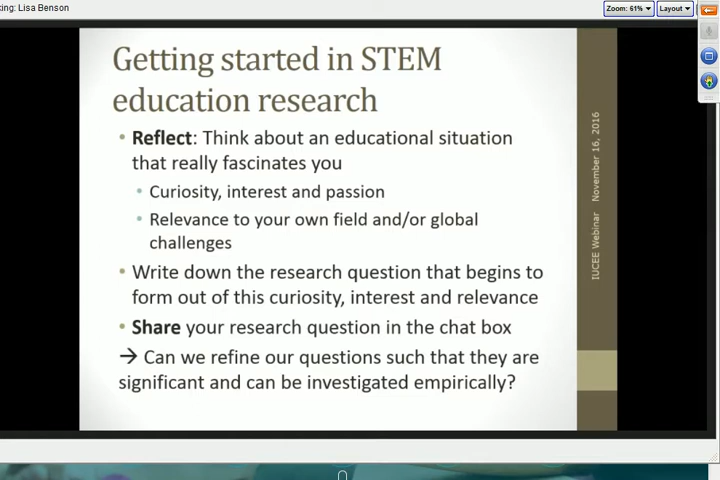 king: Lisa Benson
Zoom: 61%
Layout
Getting started in STEM
education research
• Reflect: Think about an educational situation
that really fascinates you
• Curiosity, interest and passion
• Relevance to your own field and/or global
challenges
• Write down the research question that begins to
form out of this curiosity, interest and relevance
• Share your research question in the chat box
→ Can we refine our questions such that they are
significant and can be investigated empirically?
IUCEE Webinar November 16, 2016